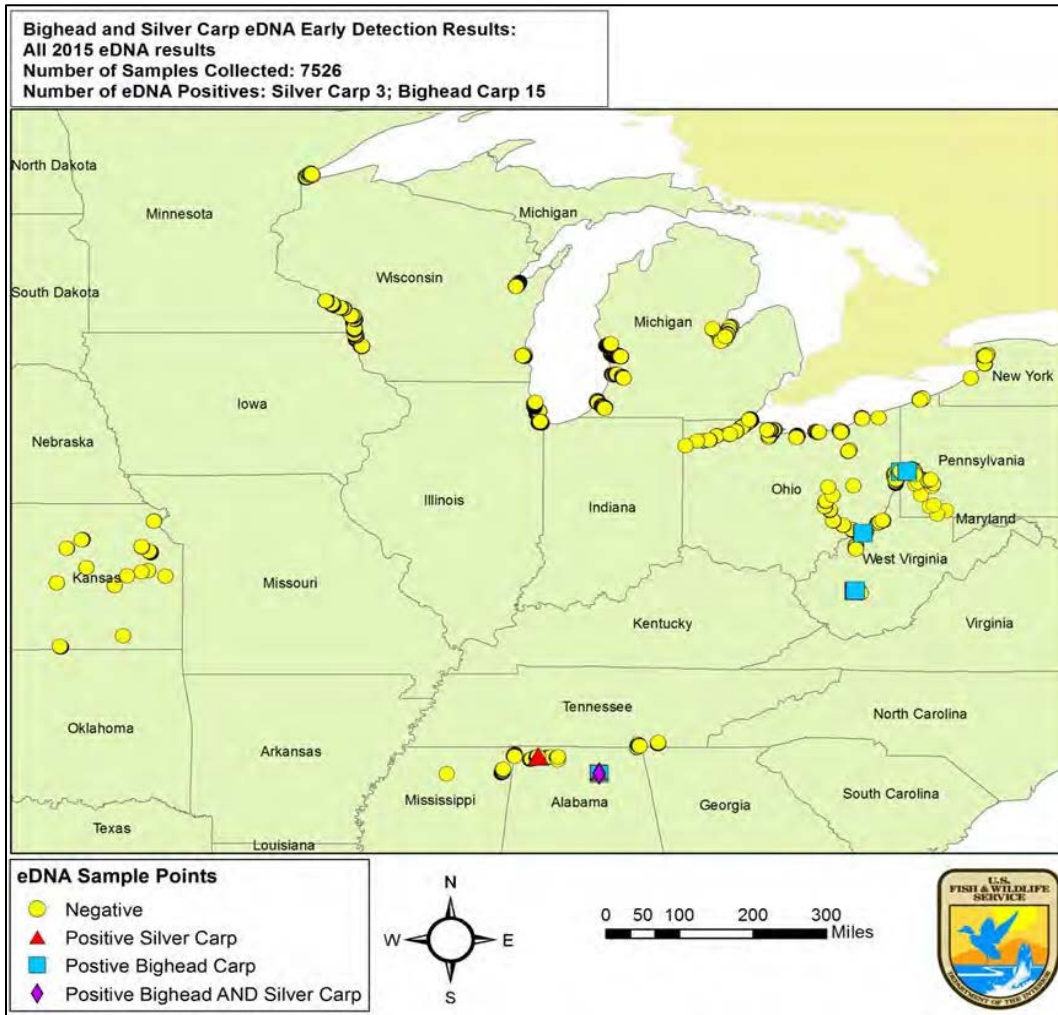 Bighead and Silver Carp eDNA Early Detection Results:
All 2015 eDNA results
Number of Samples Collected: 7526
Number of eDNA Positives: Silver Carp 3; Bighead Carp 15
North Dakota
Minnesota
Michigan
South Dakota
Wisconsin
Michigan
New York
Iowa
Nebraska
Pennsylvania
Illinois
Indiana
Ohio
Maryland
West Virginia
Kansas
Missouri
Kentucky
Virginia
Tennessee
North Carolina
Oklahoma
Arkansas
Mississippi
Alabama
Georgia
South Carolina
Texas
Louisiana
eDNA Sample Points
Negative
Positive Silver Carp
Postive Bighead Carp
Positive Bighead AND Silver Carp
N
W
E
S
0 50 100 200 300
Miles
U.S.
FISH & WILDLIFE
SERVICE
DEPARTMENT OF THE INTERIOR